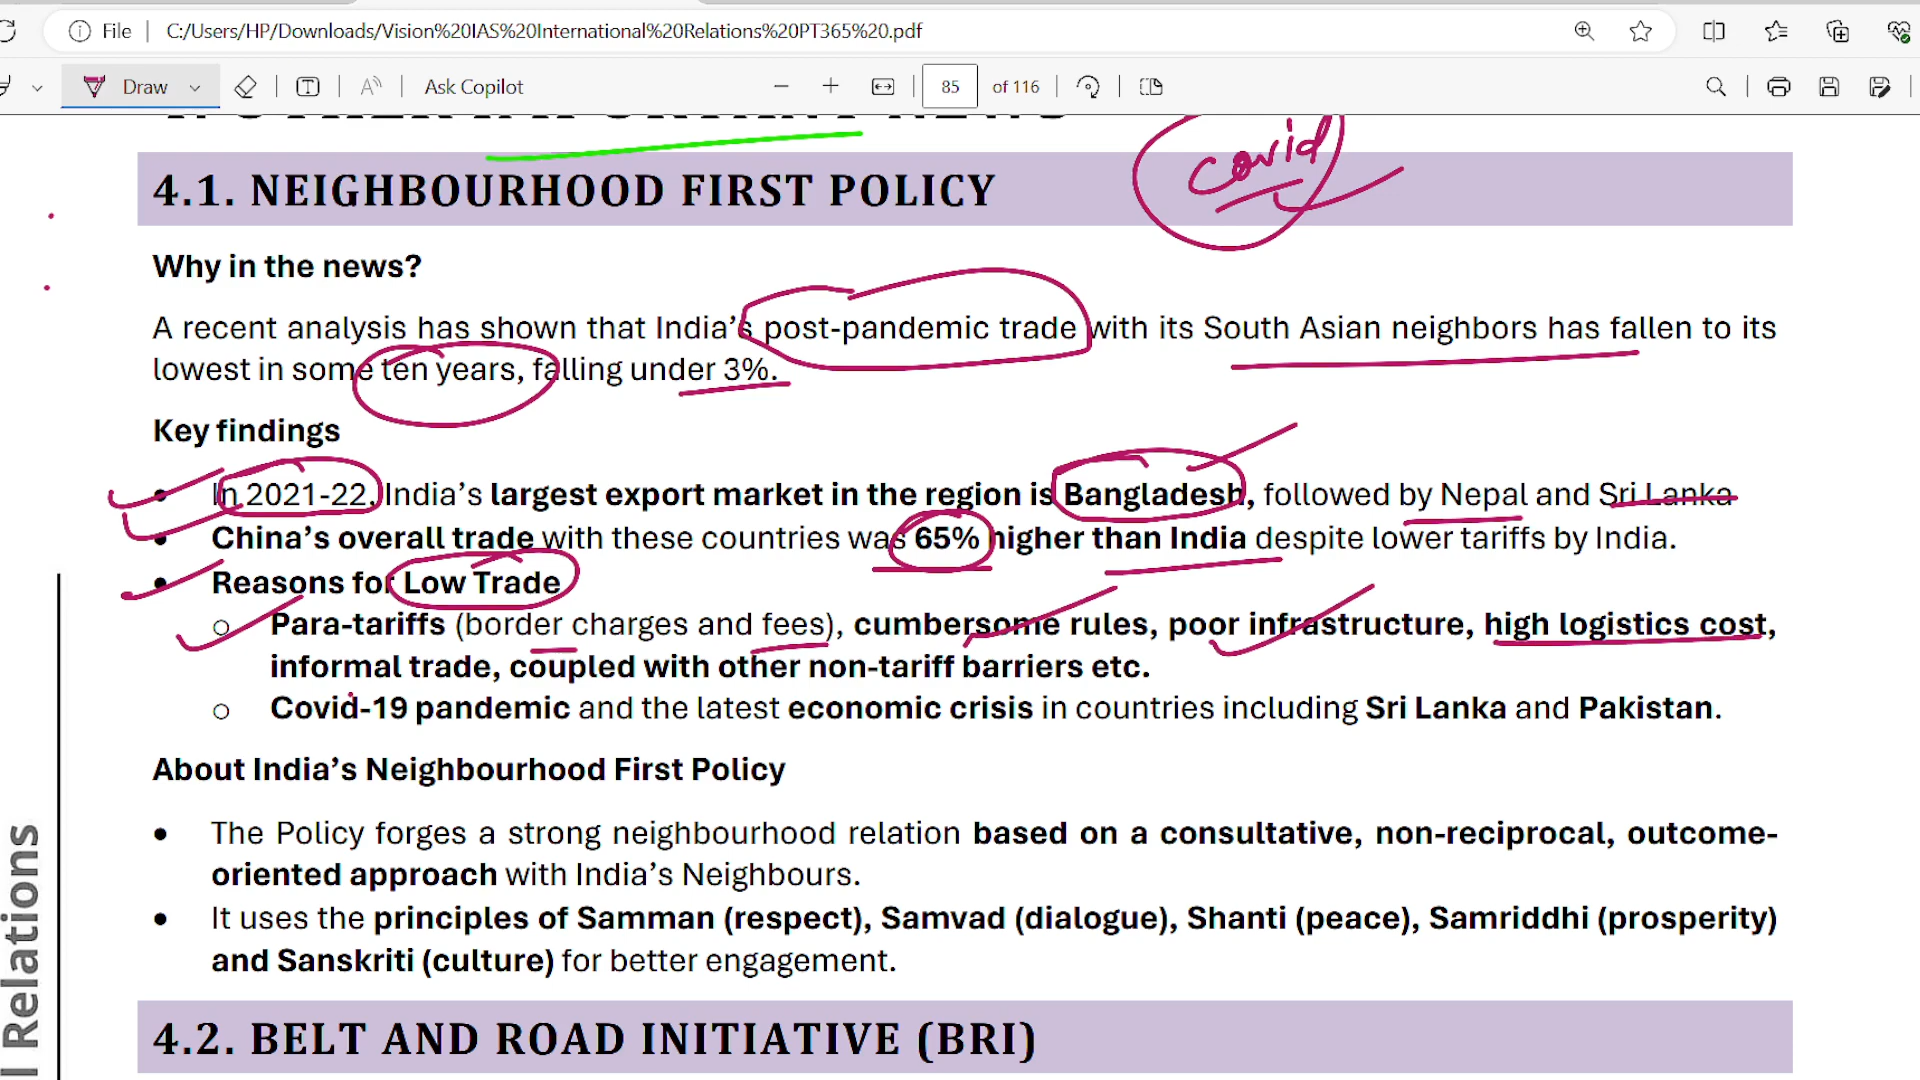 File
C:/Users/HP/Downloads/Vision%20IAS%20International%20Relations%20PT365%20.pdf
Draw
Ask Copilot
85 of 116
covid
4.1. NEIGHBOURHOOD FIRST POLICY
Why in the news?
A recent analysis has shown that India's post-pandemic trade with its South Asian neighbors has fallen to its
lowest in some ten years, falling under 3%.
Key findings
• In 2021-22, India's largest export market in the region is Bangladesh, followed by Nepal and Sri Lanka
• China's overall trade with these countries was 65% higher than India despite lower tariffs by India.
• Reasons for Low Trade
o Para-tariffs (border charges and fees), cumbersome rules, poor infrastructure, high logistics cost,
informal trade, coupled with other non-tariff barriers etc.
o Covid-19 pandemic and the latest economic crisis in countries including Sri Lanka and Pakistan.
About India's Neighbourhood First Policy
• The Policy forges a strong neighbourhood relation based on a consultative, non-reciprocal, outcome-
oriented approach with India's Neighbours.
• It uses the principles of Samman (respect), Samvad (dialogue), Shanti (peace), Samriddhi (prosperity)
and Sanskriti (culture) for better engagement.
4.2. BELT AND ROAD INITIATIVE (BRI)
l Relations